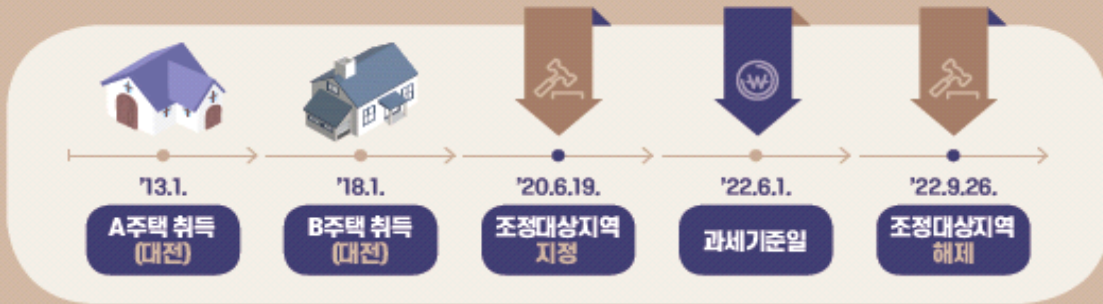 ₩
'13.1.
A주택 취득
(대전)
'18.1.
B주택 취득
(대전)
'20.6.19.
조정대상지역
지정
'22.6.1.
과세기준일
'22.9.26.
조정대상지역
해제